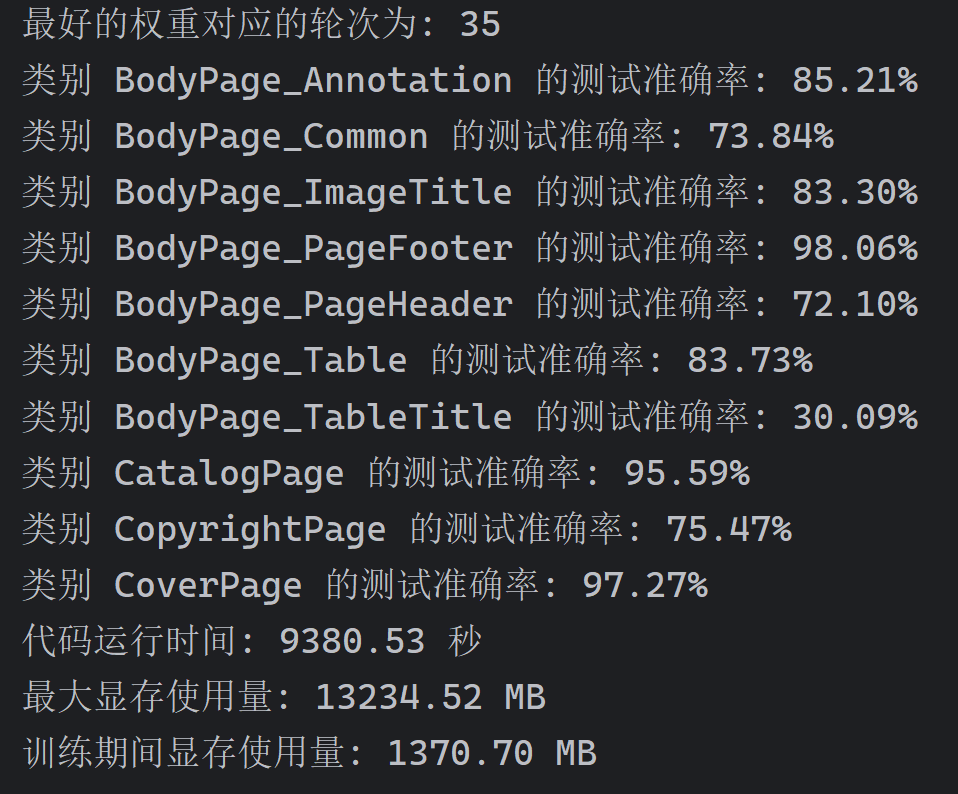 最好的权重对应的轮次为: 35
类别 BodyPage_Annotation 的测试准确率: 85.21%
类别 BodyPage_Common 的测试准确率: 73.84%
类别 BodyPage_ImageTitle 的测试准确率: 83.30%
类别 BodyPage_PageFooter 的测试准确率: 98.06%
类别 BodyPage_PageHeader 的测试准确率: 72.10%
类别 BodyPage_Table 的测试准确率: 83.73%
类别 BodyPage_TableTitle 的测试准确率: 30.09%
类别 CatalogPage 的测试准确率: 95.59%
类别 CopyrightPage 的测试准确率: 75.47%
类别 CoverPage 的测试准确率: 97.27%
代码运行时间: 9380.53 秒
最大显存使用量: 13234.52 MB
训练期间显存使用量: 1370.70 MB